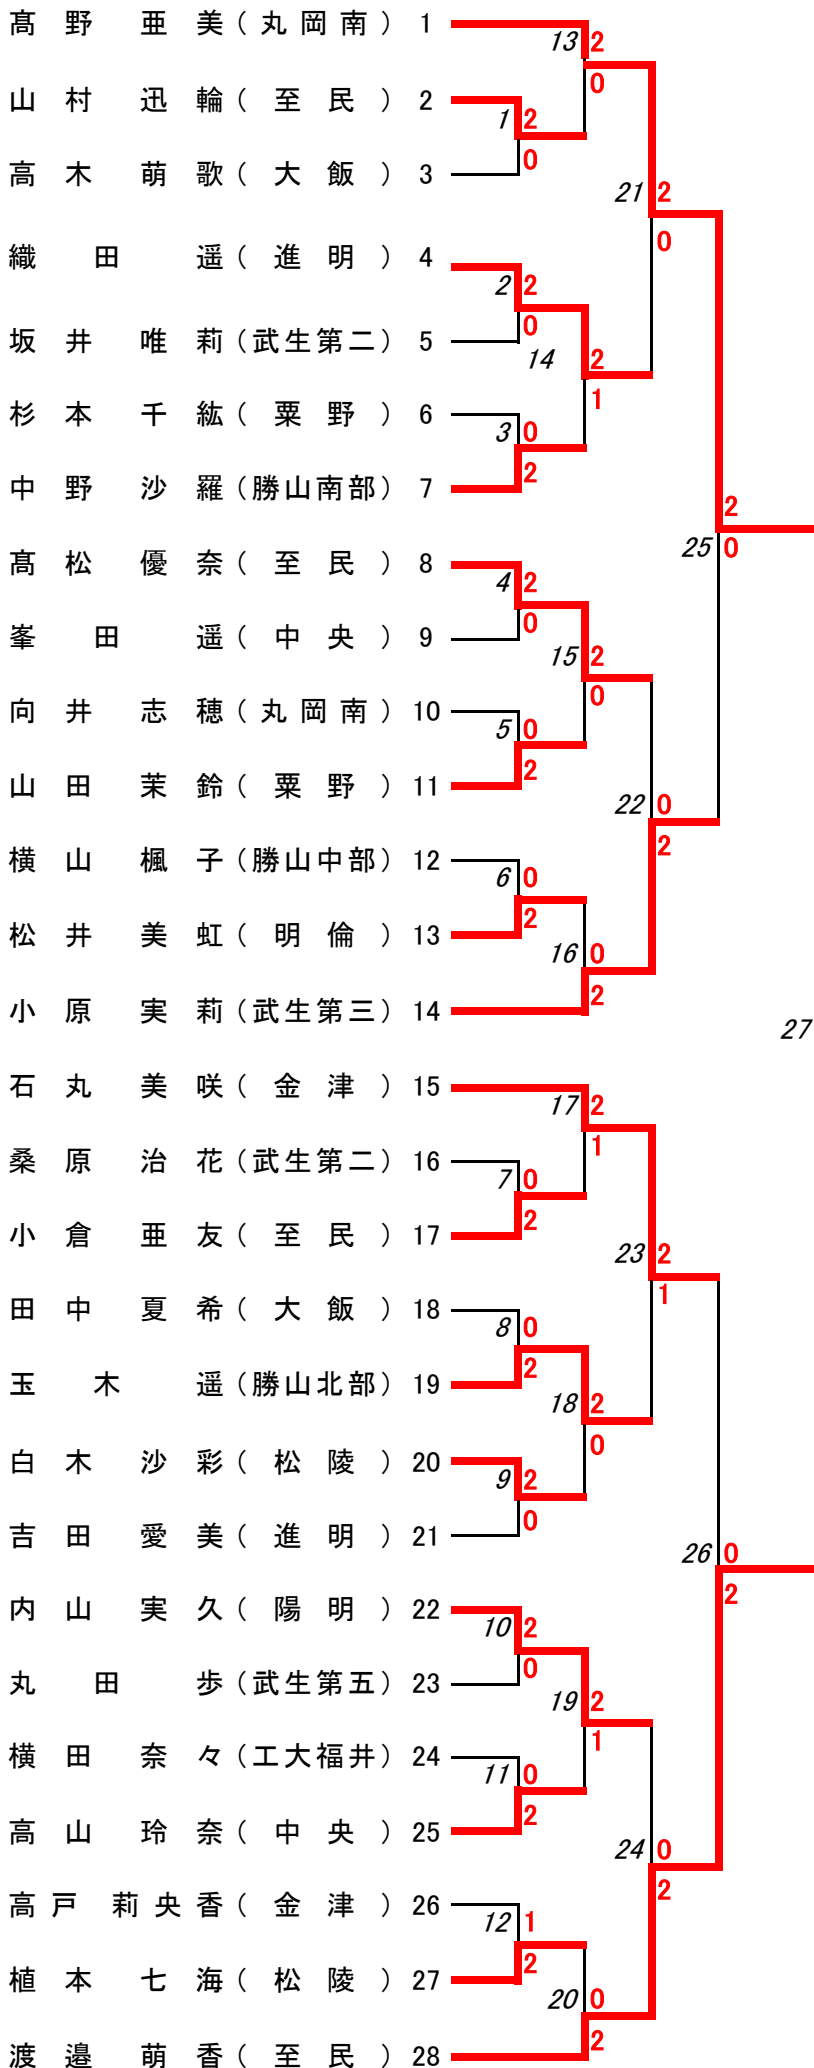 髙野 亜美(丸岡南) 1
13 2
0
山村 迅輪(至民) 2
1 2
0
高木 萌歌(大飯) 3
21 2
0
織田 遥(進明) 4
2 2
0
坂井 唯莉(武生第二) 5
14 2
1
杉本 千紘(粟野) 6
3 0
2
中野 沙羅(勝山南部) 7
2
25 0
髙松 優奈(至民) 8
4 2
0
峯田 遥(中央) 9
15 2
0
向井 志穂(丸岡南) 10
5 0
2
山田 茉鈴(粟野) 11
22 0
2
横山 楓子(勝山中部) 12
6 0
2
松井 美虹(明倫) 13
16 0
2
小原 実莉(武生第三) 14
27
石丸 美咲(金津) 15
17 2
1
桑原 治花(武生第二) 16
7 0
2
小倉 亜友(至民) 17
23 2
1
田中 夏希(大飯) 18
8 0
2
玉木 遥(勝山北部) 19
18 2
0
白木 沙彩(松陵) 20
9 2
0
吉田 愛美(進明) 21
26 0
2
内山 実久(陽明) 22
10 2
0
丸田 歩(武生第五) 23
19 2
1
横田 奈々(工大福井) 24
11 0
2
高山 玲奈(中央) 25
24 0
2
高戸 莉央香(金津) 26
12 1
2
植本 七海(松陵) 27
20 0
2
渡邉 萌香(至民) 28